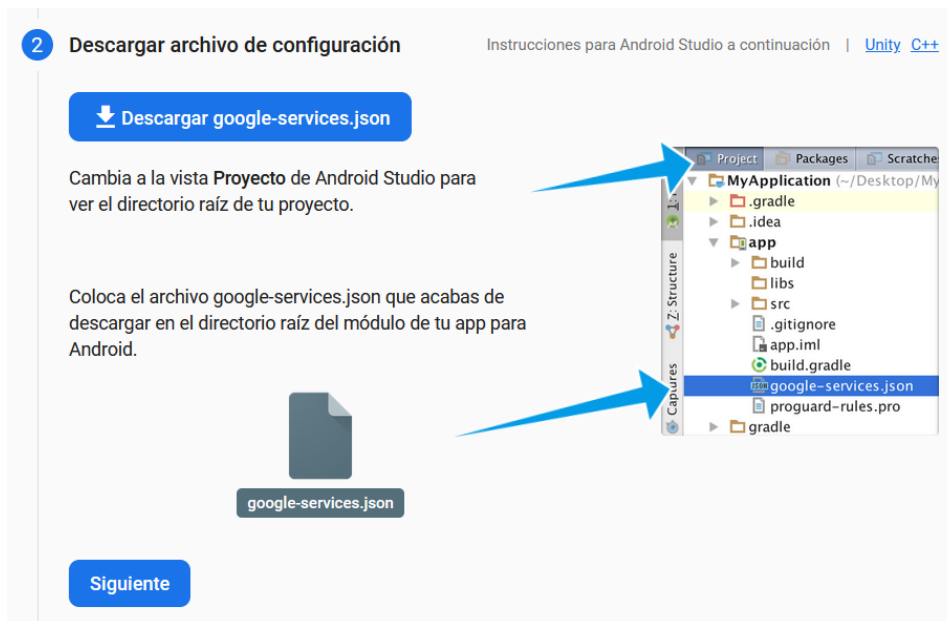 2 Descargar archivo de configuración
Instrucciones para Android Studio a continuación | Unity C++
Descargar google-services.json
Cambia a la vista Proyecto de Android Studio para
ver el directorio raíz de tu proyecto.
Coloca el archivo google-services.json que acabas de
descargar en el directorio raíz del módulo de tu app para
Android.
google-services.json
Siguiente
Project Packages Scratche
MyApplication (~/Desktop/My
.gradle
.idea
app
build
libs
src
.gitignore
app.iml
build.gradle
google-services.json
proguard-rules.pro
gradle
Z: Structure
Captures